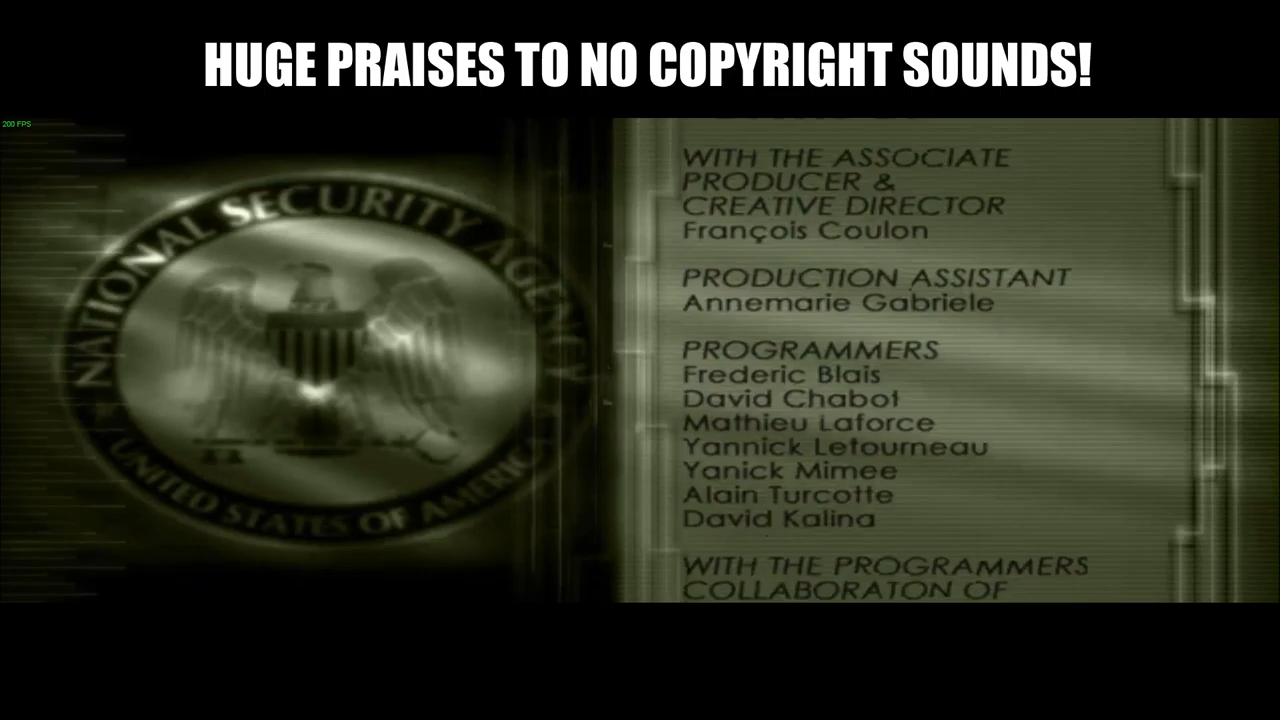 HUGE PRAISES TO NO COPYRIGHT SOUNDS!
200 FPS
NATIONAL SECURITY AGENCY
UNITED STATES OF AMERICA
WITH THE ASSOCIATE
PRODUCER &
CREATIVE DIRECTOR
François Coulon
PRODUCTION ASSISTANT
Annemarie Gabriele
PROGRAMMERS
Frederic Blais
David Chabot
Mathieu Laforce
Yannick Letourneau
Yanick Mimee
Alain Turcotte
David Kalina
WITH THE PROGRAMMERS
COLLABORATON OF